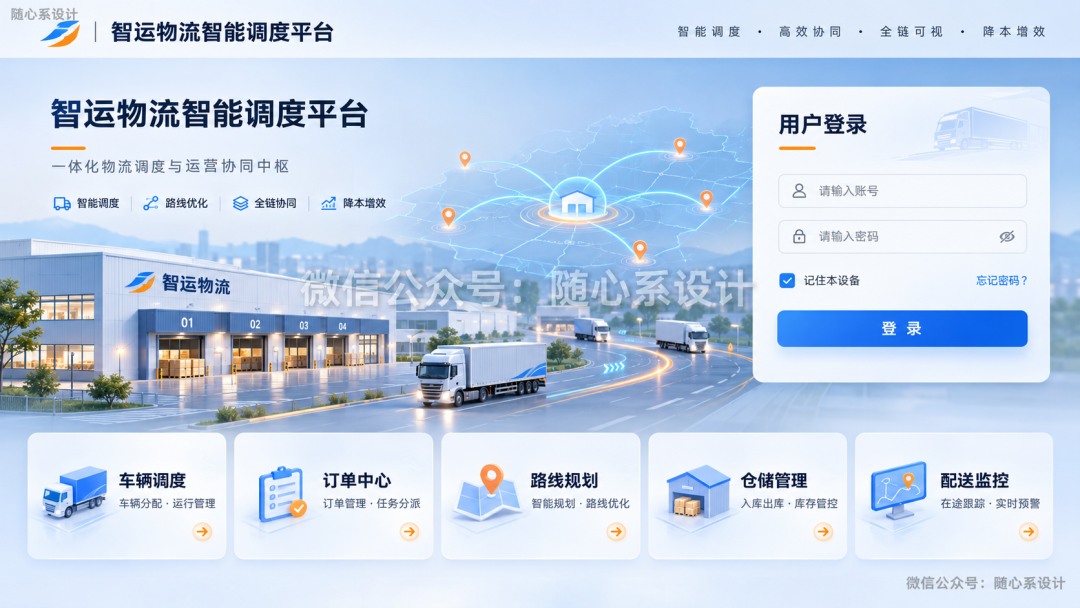 随心系设计
智运物流智能调度平台
智能调度 · 高效协同 · 全链可视 · 降本增效
智运物流智能调度平台
一体化物流调度与运营协同中枢
智能调度 路线优化 全链协同 降本增效
用户登录
请输入账号
请输入密码
记住本设备 忘记密码?
登录
智运物流
01 02 03 04
微信公众号：随心系设计
车辆调度
车辆分配 · 运行管理
订单中心
订单管理 · 任务分派
路线规划
智能规划 · 路线优化
仓储管理
入库出库 · 库存管控
配送监控
在途跟踪 · 实时预警
微信公众号：随心系设计